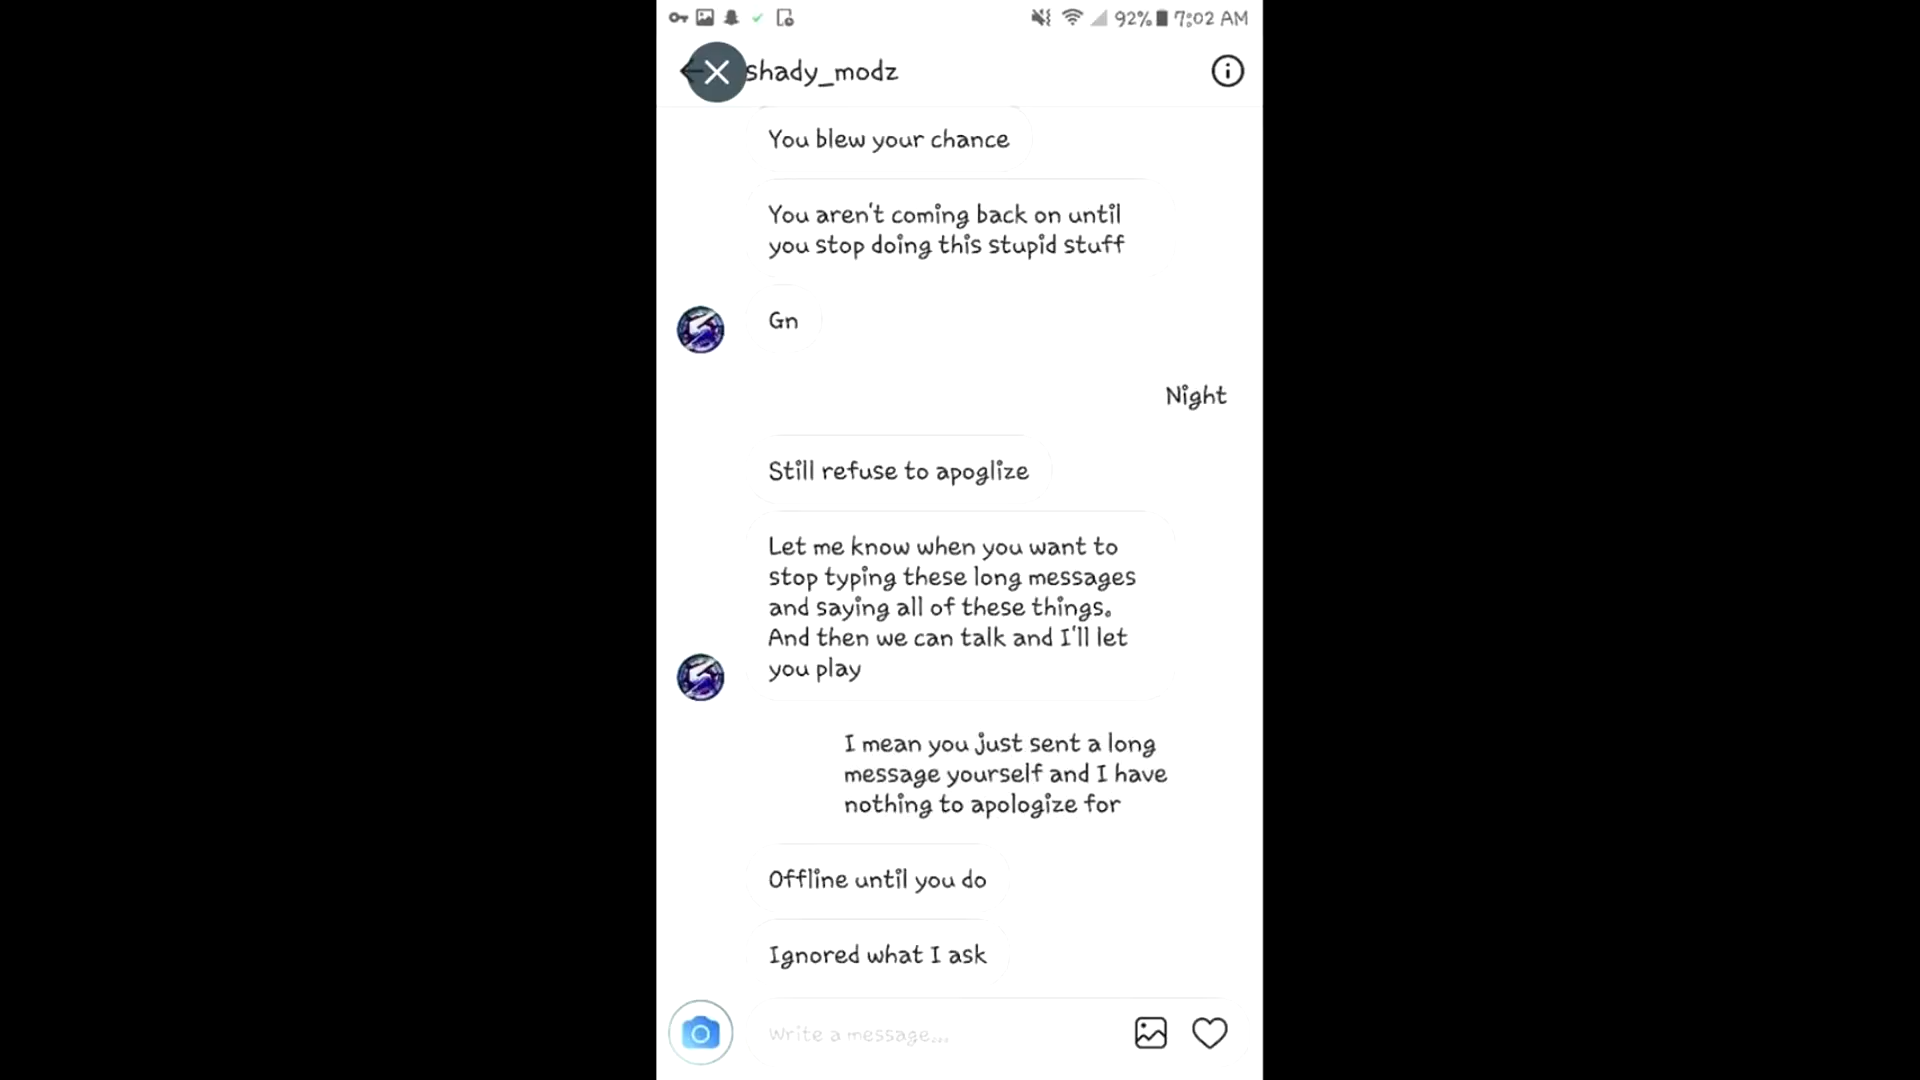 92% 7:02 AM
shady_modz
You blew your chance
You aren't coming back on until
you stop doing this stupid stuff
Gn
Night
Still refuse to apoglize
Let me know when you want to
stop typing these long messages
and saying all of these things.
And then we can talk and I'll let
you play
I mean you just sent a long
message yourself and I have
nothing to apologize for
Offline until you do
Ignored what I ask
Write a message...